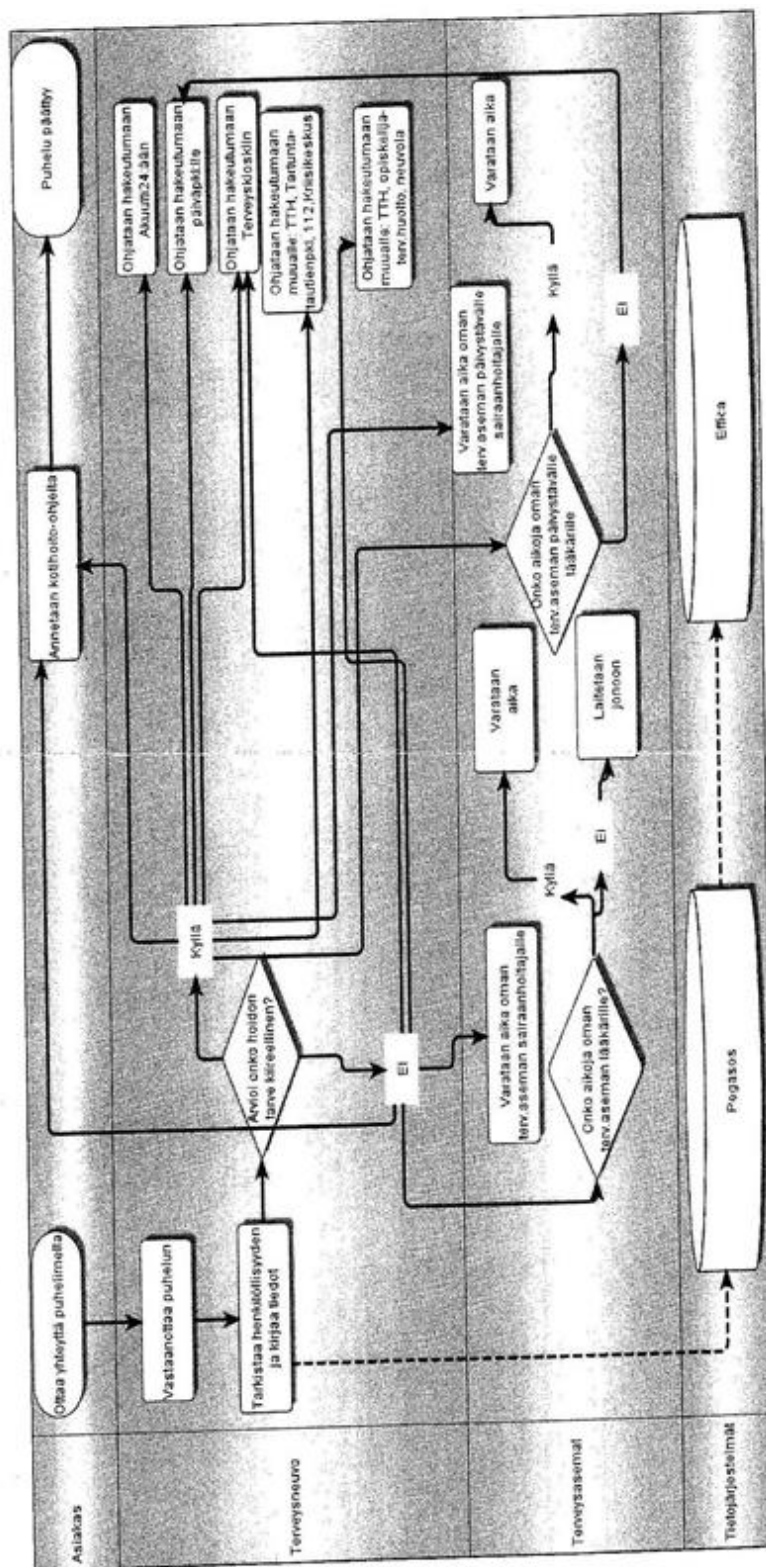 Asiakas
Ottaa yhteyttä puhelimella
Annetaan kotihoito-ohjeita
Puhelu päättyy
Terveysneuvo
Vastaanottaa puhelun
Tarkistaa henkilöllisyyden
ja kirjaa tiedot
Arvioi onko hoidon
tarve kiireellinen?
Kyllä
Ei
Ohjataan hakeutumaan
Akuutti24:ään
Ohjataan hakeutumaan
päiväpkl:lle
Ohjataan hakeutumaan
Terveyskioskiin
Ohjataan hakeutumaan
muualle: TTH, Tartunta-
tautienpkl, 112,Kriisikeskus
Ohjataan hakeutumaan
muualle: TTH, opiskelija-
terv.huolto, neuvola
Terveysasemat
Varataan aika oman
terv.aseman sairaanhoitajalle
Onko aikoja oman
terv.aseman lääkärille?
Kyllä
Ei
Varataan
aika
Laitetaan
jonoon
Varataan aika oman
terv.aseman päivystävälle
sairaanhoitajalle
Onko aikoja oman
terv.aseman päivystävälle
lääkärille
Kyllä
Ei
Varataan aika
Tietojärjestelmät
Pegasos
Effica